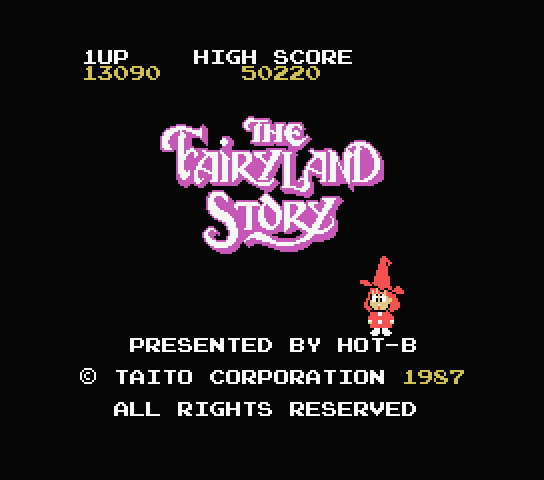 1UP HIGH SCORE
13090 50220
THE
FAIRYLAND
STORY
PRESENTED BY HOT-B
© TAITO CORPORATION 1987
ALL RIGHTS RESERVED